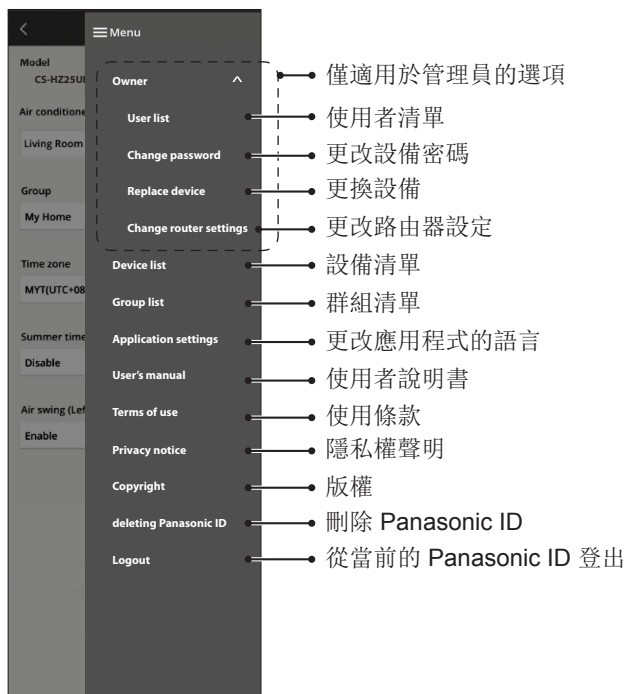 Menu
Model
CS-HZ25U
Air conditione
Living Room
Group
My Home
Time zone
MYT(UTC+08
Summer time
Disable
Air swing (Lef
Enable
Owner
User list
Change password
Replace device
Change router settings
Device list
Group list
Application settings
User's manual
Terms of use
Privacy notice
Copyright
deleting Panasonic ID
Logout
僅適用於管理員的選項
使用者清單
更改設備密碼
更換設備
更改路由器設定
設備清單
群組清單
更改應用程式的語言
使用者說明書
使用條款
隱私權聲明
版權
刪除 Panasonic ID
從當前的 Panasonic ID 登出